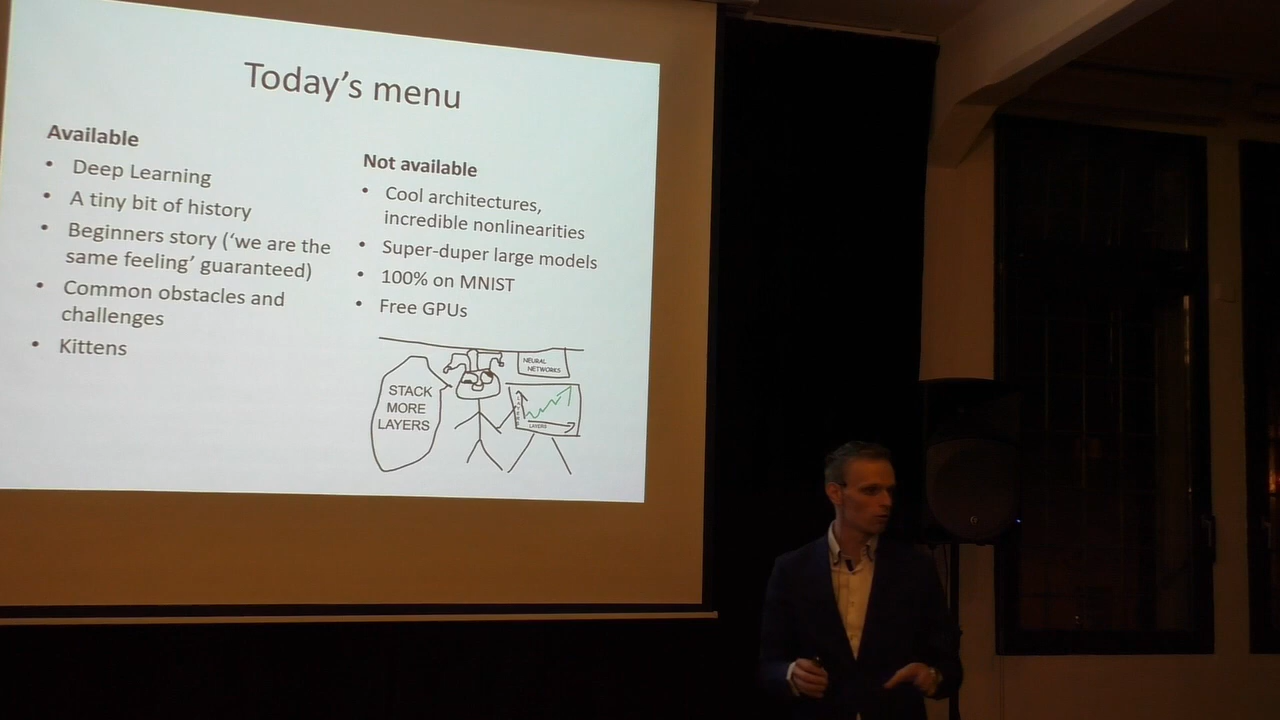 Today's menu
Available
• Deep Learning
• A tiny bit of history
• Beginners story ('we are the
same feeling' guaranteed)
• Common obstacles and
challenges
• Kittens
Not available
• Cool architectures,
incredible nonlinearities
• Super-duper large models
• 100% on MNIST
• Free GPUs
STACK
MORE
LAYERS
NEURAL
NETWORKS
LAYERS